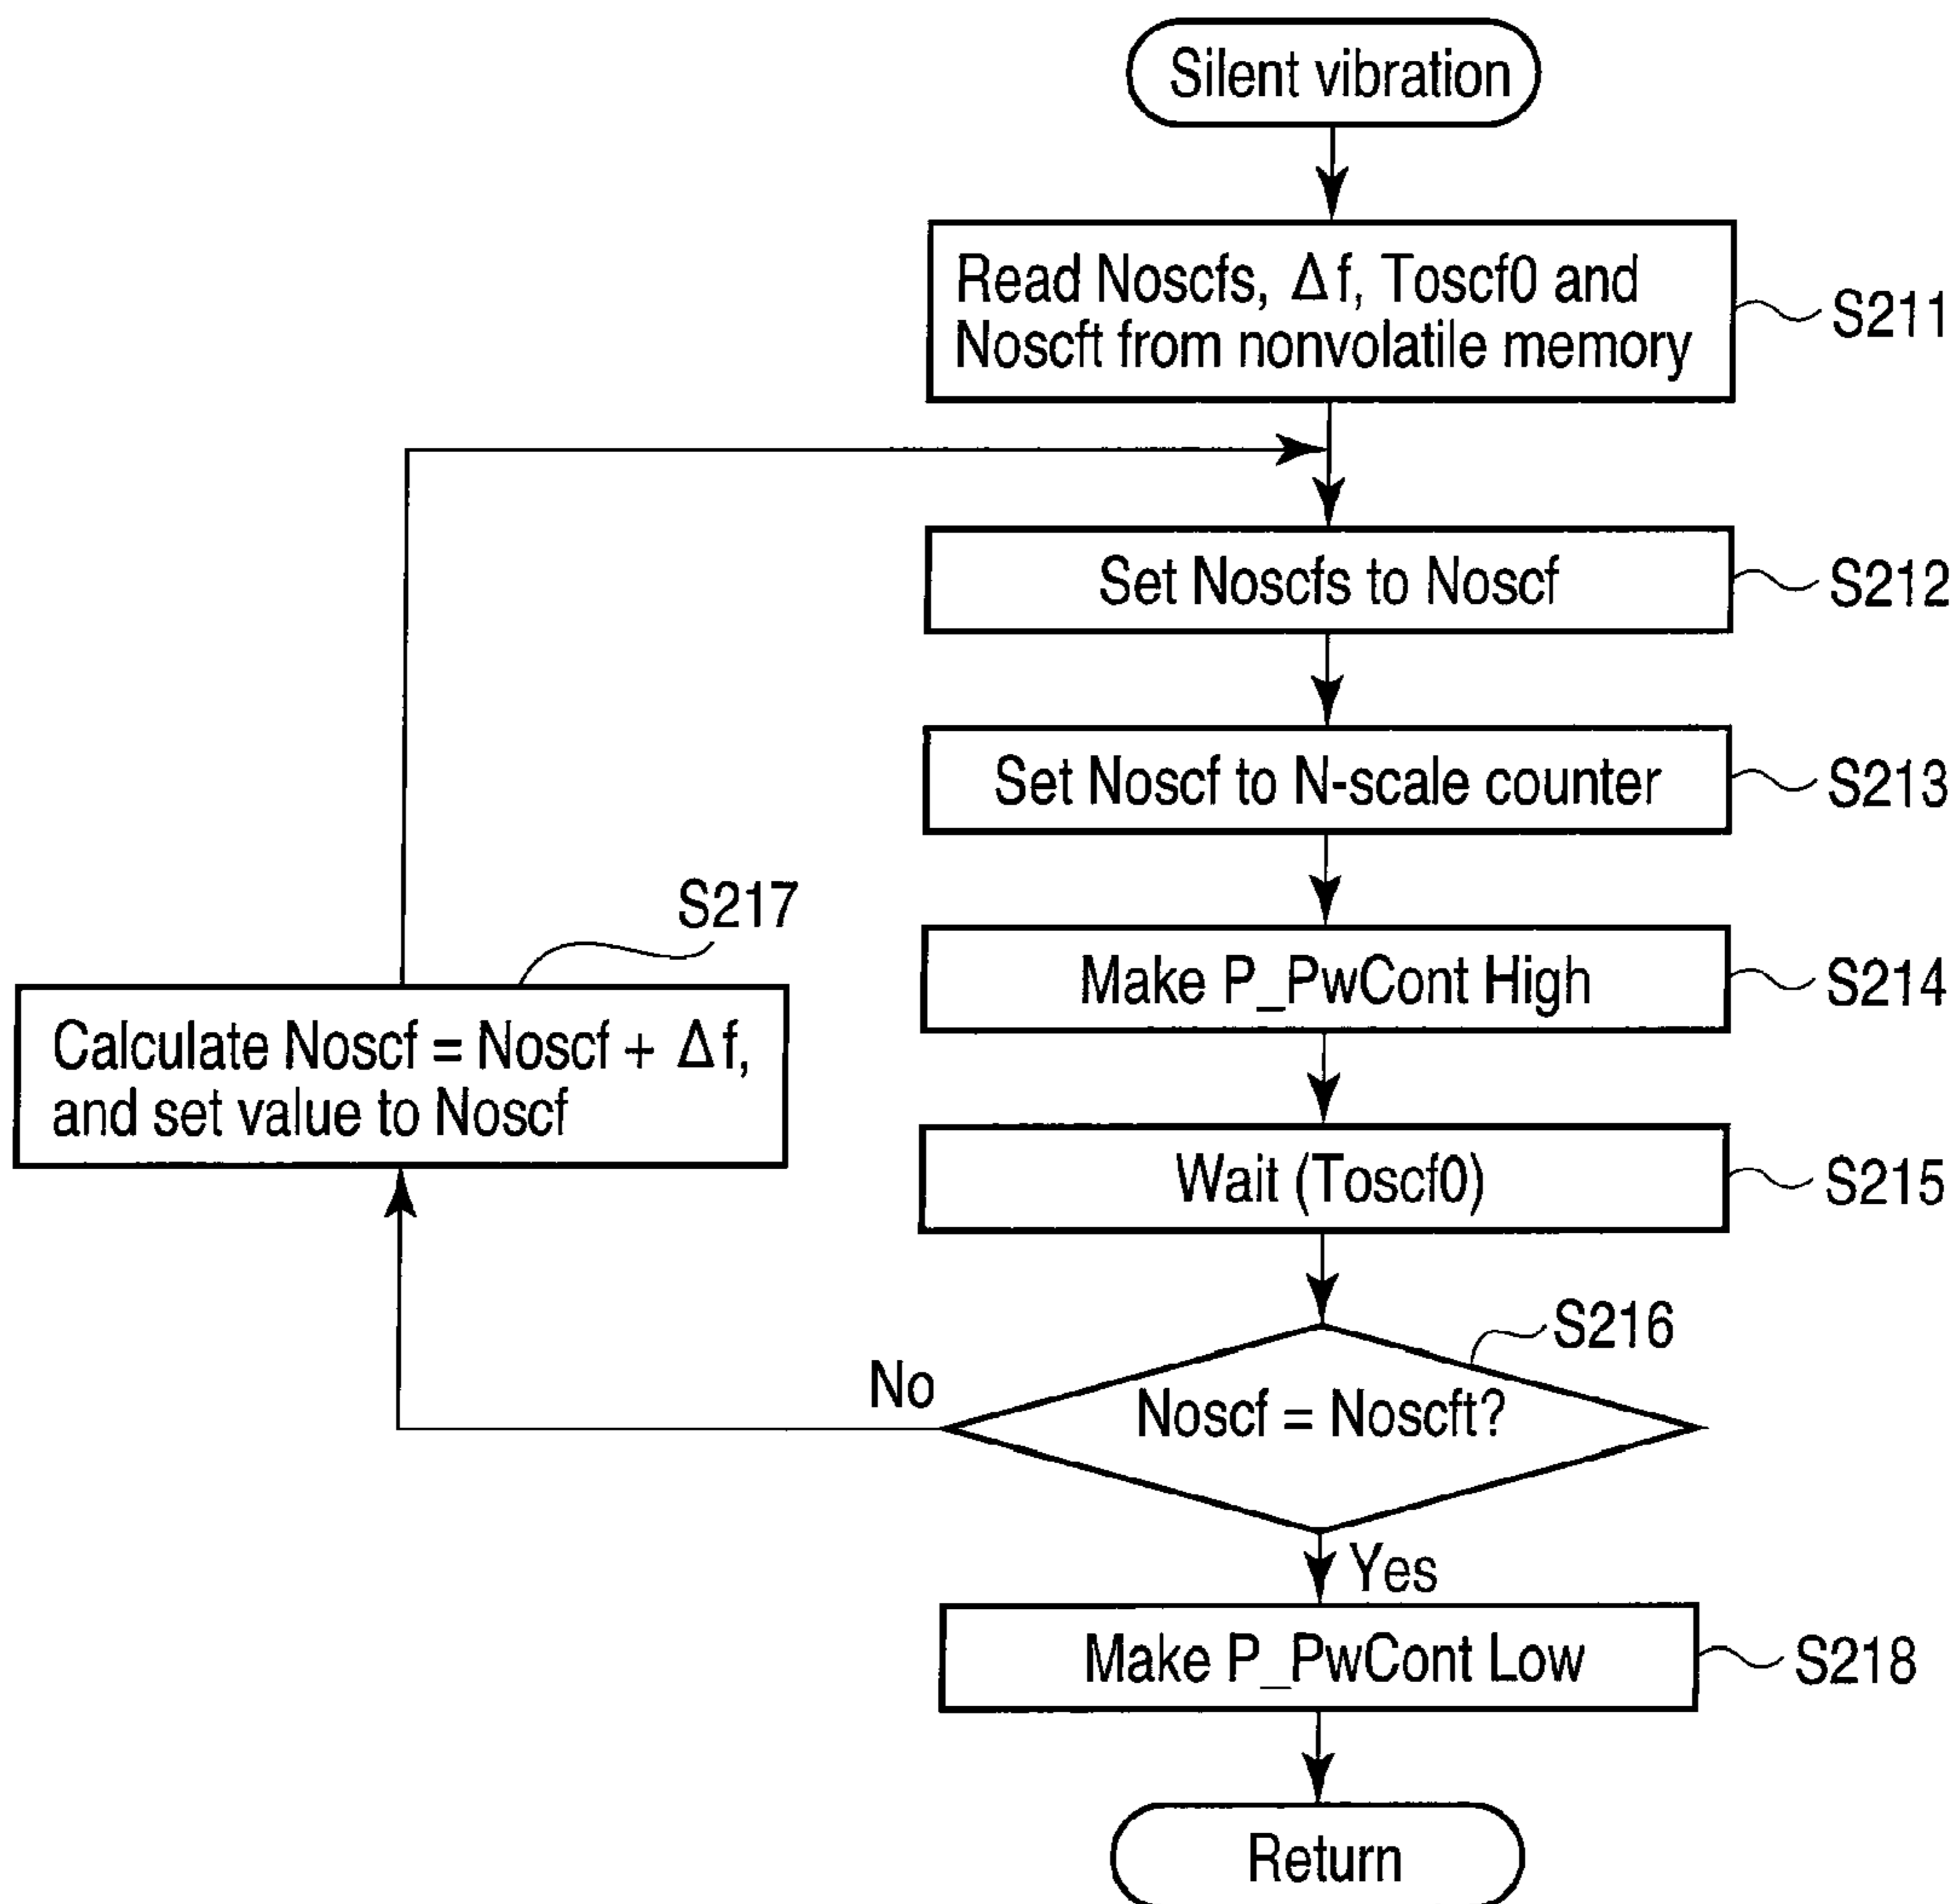 Silent vibration
Read Noscfs, Δf, Toscf0 and
Noscft from nonvolatile memory
S211
Set Noscfs to Noscf
S212
Set Noscf to N-scale counter
S213
S217
Make P_PwCont High
S214
Calculate Noscf = Noscf + Δf,
and set value to Noscf
Wait (Toscf0)
S215
S216
No
Noscf = Noscft?
Yes
Make P_PwCont Low
S218
Return